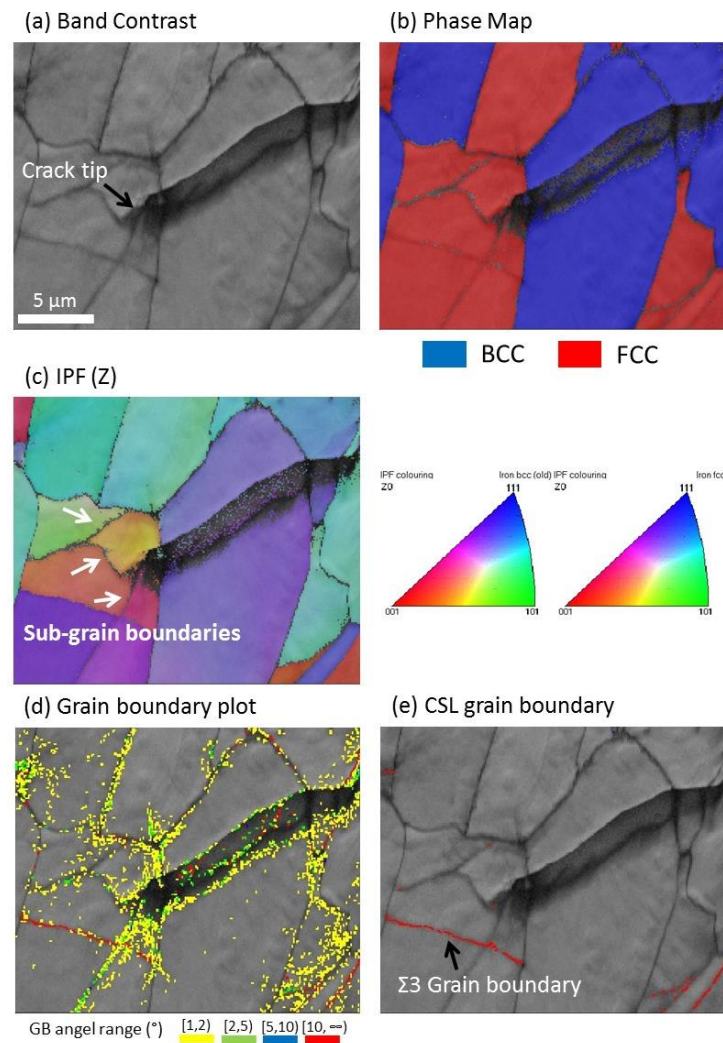 (a) Band Contrast
(b) Phase Map
Crack tip
5 µm
BCC
FCC
(c) IPF (Z)
Sub-grain boundaries
IPF colouring
Z0
Iron bcc (old)
111
001
101
IPF colouring
Z0
Iron fcc
111
001
101
(d) Grain boundary plot
(e) CSL grain boundary
Σ3 Grain boundary
GB angel range (°)
[1,2)
[2,5)
[5,10)
[10, ∞)